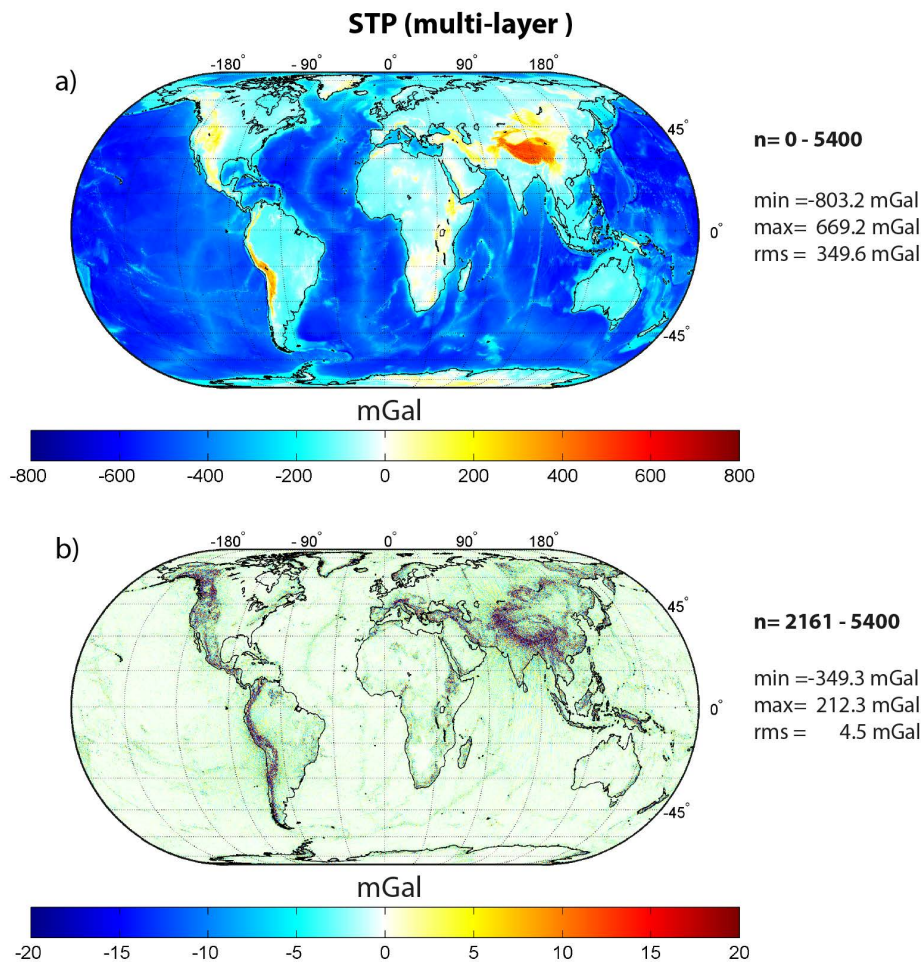 STP (multi-layer )
a)
-180° -90° 0° 90° 180°
45°
0°
-45°
n= 0 - 5400
min =-803.2 mGal
max= 669.2 mGal
rms = 349.6 mGal
mGal
-800 -600 -400 -200 0 200 400 600 800
b)
-180° -90° 0° 90° 180°
45°
0°
-45°
n= 2161 - 5400
min =-349.3 mGal
max= 212.3 mGal
rms = 4.5 mGal
mGal
-20 -15 -10 -5 0 5 10 15 20